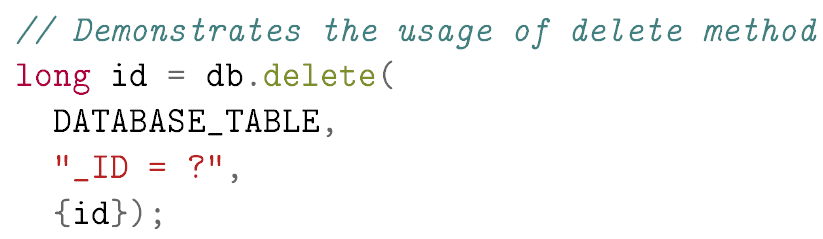 // Demonstrates the usage of delete method
long id = db.delete(
  DATABASE_TABLE,
  "_ID = ?",
  {id});